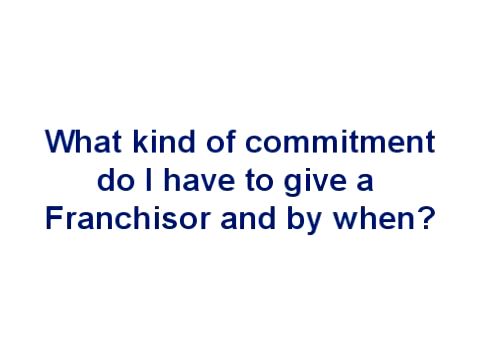 What kind of commitment
do I have to give a
Franchisor and by when?